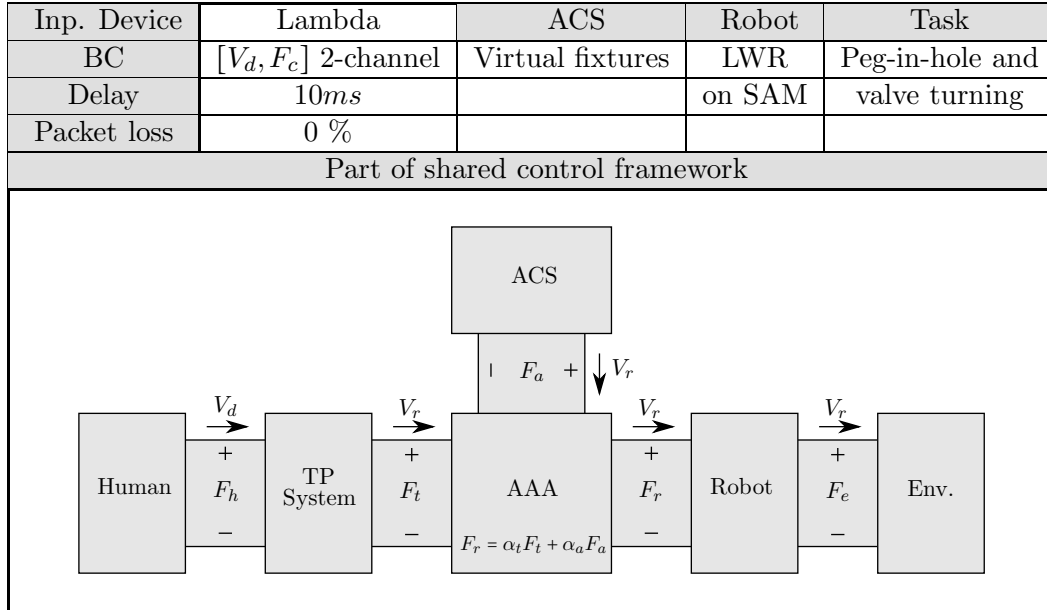 Inp. Device Lambda ACS Robot Task
BC [V_d, F_c] 2-channel Virtual fixtures LWR Peg-in-hole and
Delay 10ms on SAM valve turning
Packet loss 0 %
Part of shared control framework
ACS
− F_a + V_r
V_d V_r V_r V_r
+ + + +
Human F_h TP System F_t AAA F_r Robot F_e Env.
− − − −
F_r = α_t F_t + α_a F_a